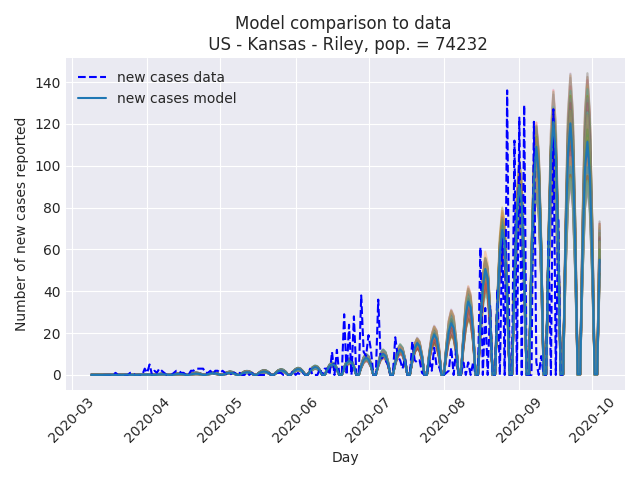 Model comparison to data
US - Kansas - Riley, pop. = 74232
new cases data
new cases model
Number of new cases reported
140
120
100
80
60
40
20
0
2020-03
2020-04
2020-05
2020-06
2020-07
2020-08
2020-09
2020-10
Day